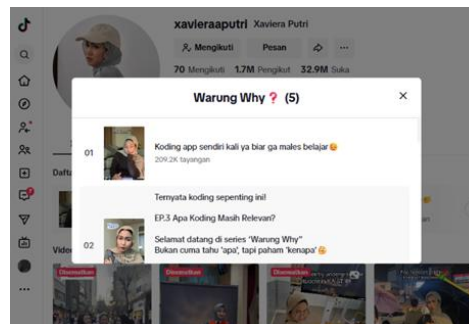 xavieraaputri Xaviera Putri
Mengikuti Pesan
70 Mengikuti 1.7M Pengikut 32.9M Suka
Warung Why ❓ (5)
01
Koding app sendiri kali ya biar ga males belajar
209.2K tayangan
Ternyata koding sepenting ini!
EP.3 Apa Koding Masih Relevan?
02
Selamat datang di series 'Warung Why"
Bukan cuma tahu 'apa', tapi paham 'kenapa'
Disematkan
Disematkan
Disematkan